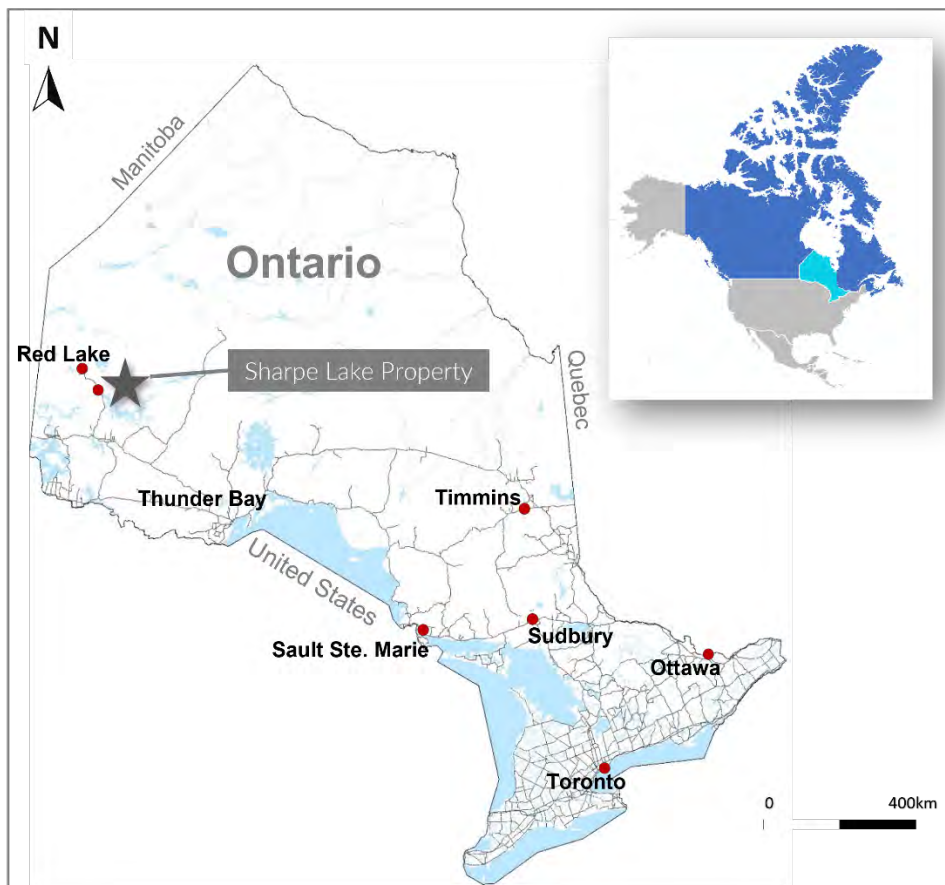 N
Manitoba
Ontario
Red Lake
Sharpe Lake Property
Quebec
Thunder Bay
Timmins
United States
Sault Ste. Marie
Sudbury
Ottawa
Toronto
0 400km